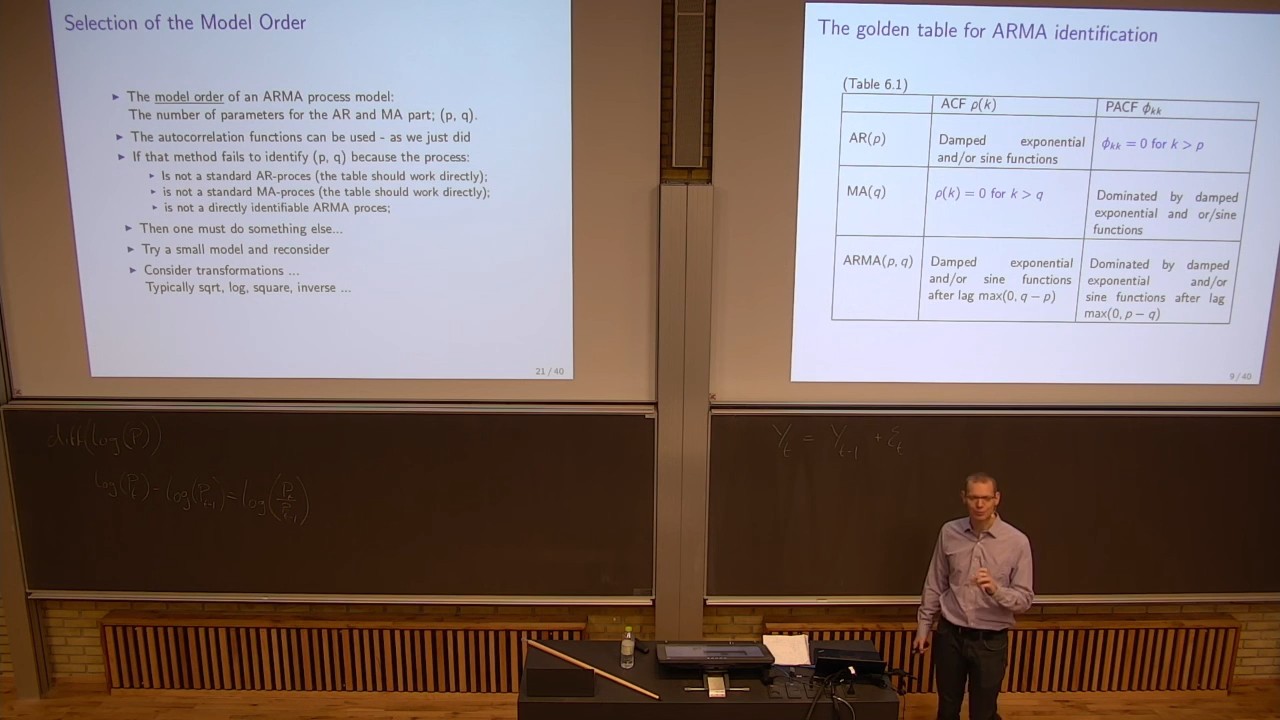 Selection of the Model Order
► The model order of an ARMA process model:
The number of parameters for the AR and MA part; (p, q).
► The autocorrelation functions can be used - as we just did
► If that method fails to identify (p, q) because the process:
► Is not a standard AR-proces (the table should work directly);
► is not a standard MA-proces (the table should work directly);
► is not a directly identifiable ARMA proces;
► Then one must do something else...
► Try a small model and reconsider
► Consider transformations ...
Typically sqrt, log, square, inverse ...
21 / 40
The golden table for ARMA identification
(Table 6.1)
ACF ρ(k) PACF ϕkk
AR(p) Damped exponential
and/or sine functions
ϕkk = 0 for k > p
MA(q) ρ(k) = 0 for k > q
Dominated by damped
exponential and or/sine
functions
ARMA(p, q) Damped exponential
and/or sine functions
after lag max(0, q − p)
Dominated by damped
exponential and/or
sine functions after lag
max(0, p − q)
9 / 40
diff(log(P))
log(Pt) - log(Pt-1) = log(Pt/Pt-1)
Yt = Yt-1 + εt